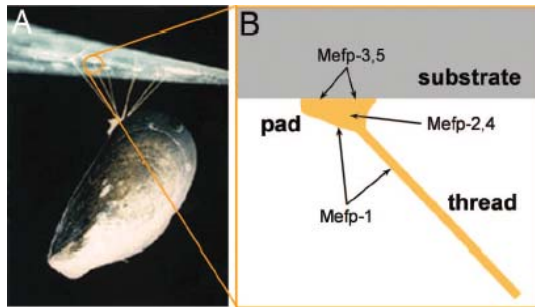 A
B
Mefp-3,5
substrate
pad
Mefp-2,4
Mefp-1
thread